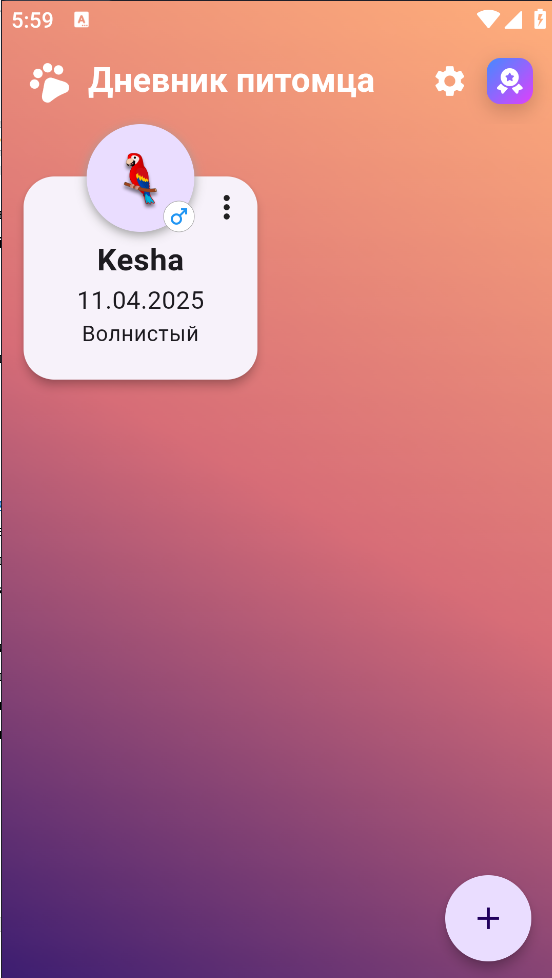 5:59
Дневник питомца
Kesha
11.04.2025
Волнистый